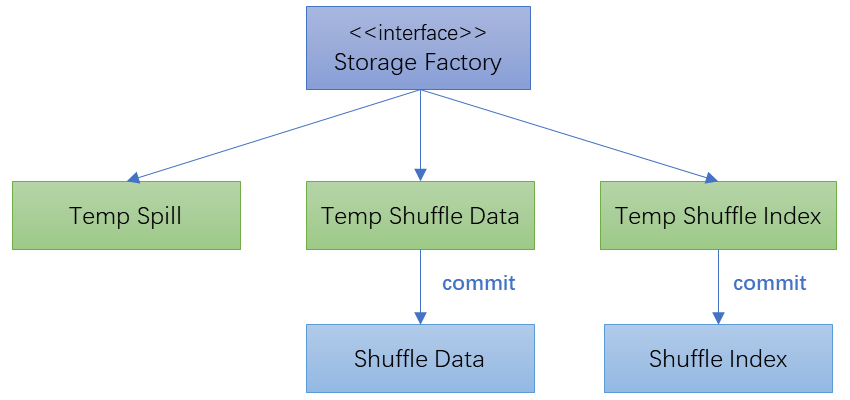 <<interface>>
Storage Factory
Temp Spill
Temp Shuffle Data
Temp Shuffle Index
commit
commit
Shuffle Data
Shuffle Index